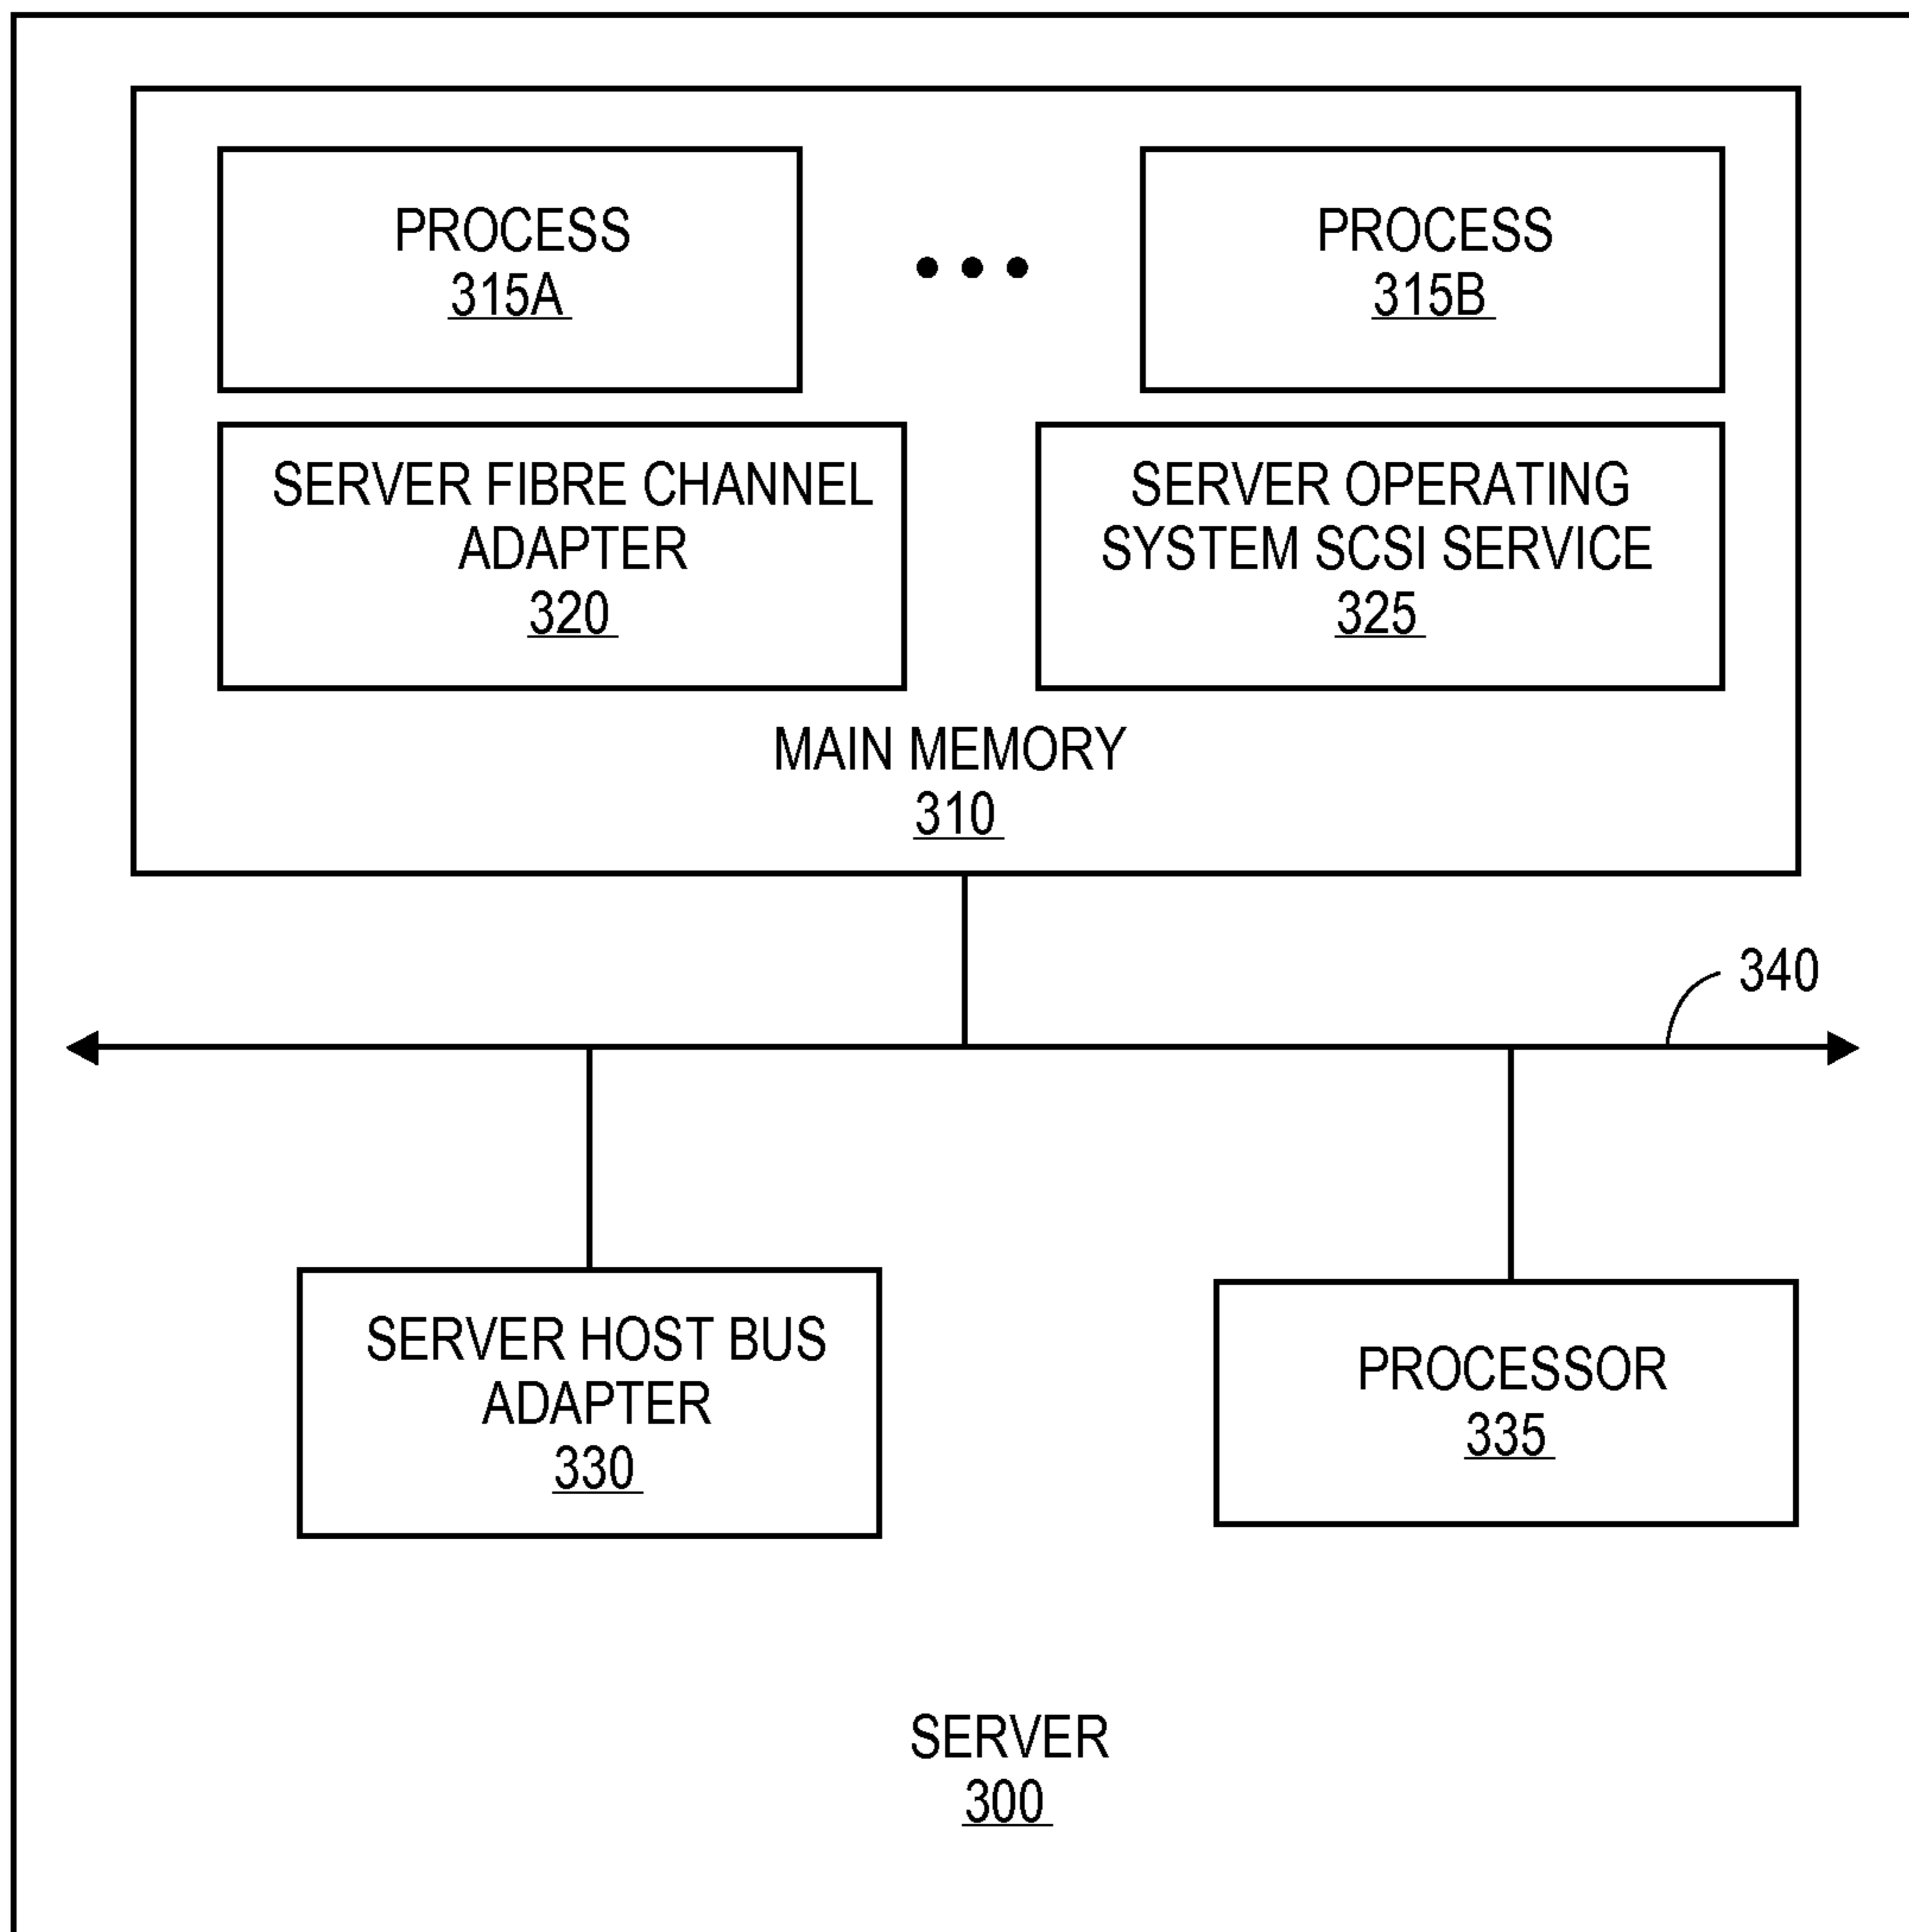 PROCESS
315A
PROCESS
315B
SERVER FIBRE CHANNEL
ADAPTER
320
SERVER OPERATING
SYSTEM SCSI SERVICE
325
MAIN MEMORY
310
340
SERVER HOST BUS
ADAPTER
330
PROCESSOR
335
SERVER
300